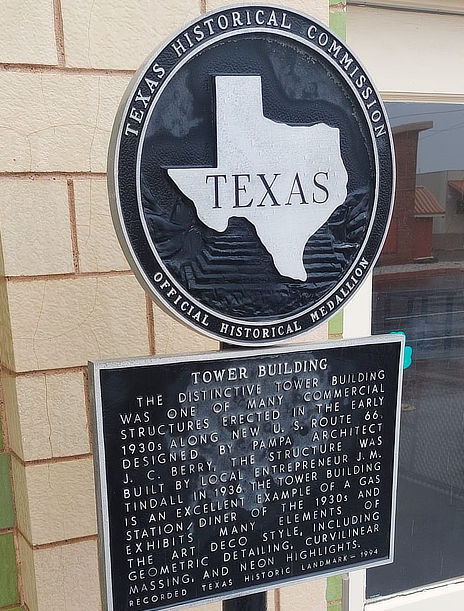 TEXAS HISTORICAL COMMISSION
TEXAS
OFFICIAL HISTORICAL MEDALLION
TOWER BUILDING
THE DISTINCTIVE TOWER BUILDING
WAS ONE OF MANY COMMERCIAL
STRUCTURES ERECTED IN THE EARLY
1930s ALONG NEW U. S. ROUTE 66.
DESIGNED BY PAMPA ARCHITECT
J. C. BERRY, THE STRUCTURE WAS
BUILT BY LOCAL ENTREPRENEUR J. M.
TINDALL IN 1936. THE TOWER BUILDING
IS AN EXCELLENT EXAMPLE OF A GAS
STATION/DINER OF THE 1930s AND
EXHIBITS MANY ELEMENTS OF
THE ART DECO STYLE, INCLUDING
GEOMETRIC DETAILING, CURVILINEAR
MASSING, AND NEON HIGHLIGHTS.
RECORDED TEXAS HISTORIC LANDMARK - 1994